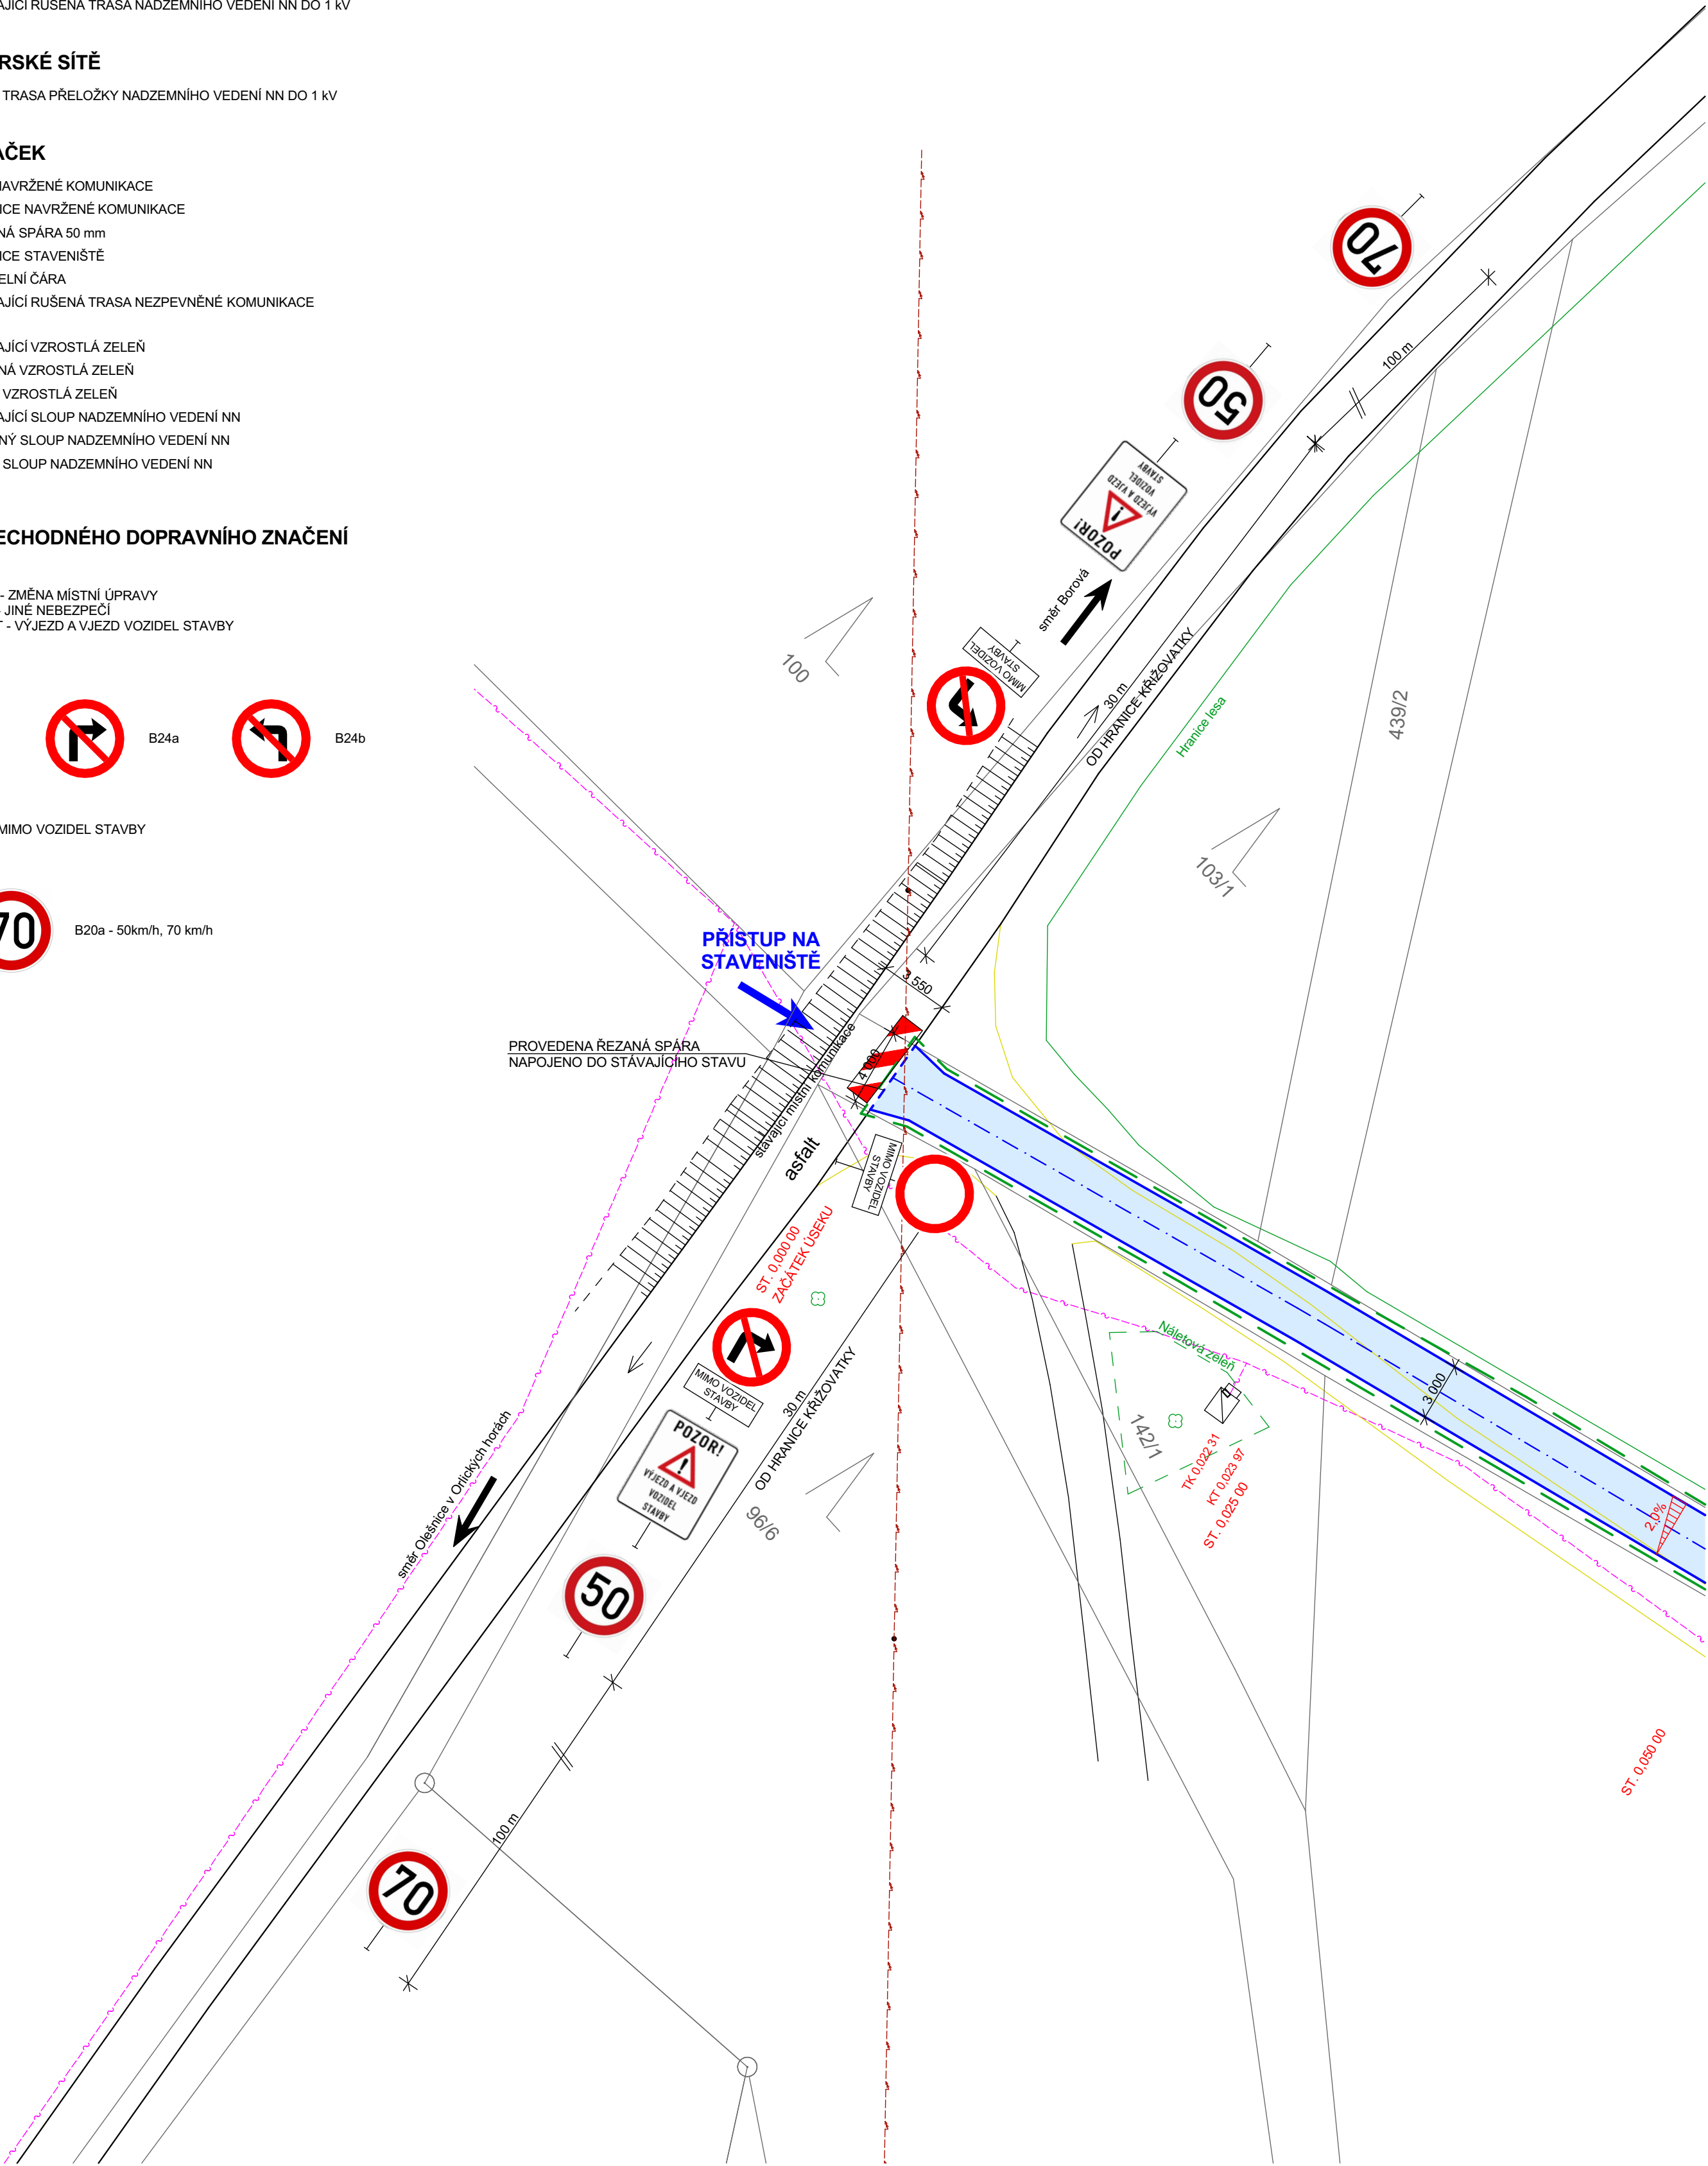 AJÍCÍ RUŠENÁ TRASA NADZEMNÍHO VEDENÍ NN DO 1 kV
RSKÉ SÍTĚ
TRASA PŘELOŽKY NADZEMNÍHO VEDENÍ NN DO 1 kV
AČEK
NAVRŽENÉ KOMUNIKACE
ICE NAVRŽENÉ KOMUNIKACE
NÁ SPÁRA 50 mm
ICE STAVENIŠTĚ
ELNÍ ČÁRA
AJÍCÍ RUŠENÁ TRASA NEZPEVNĚNÉ KOMUNIKACE
AJÍCÍ VZROSTLÁ ZELEŇ
NÁ VZROSTLÁ ZELEŇ
VZROSTLÁ ZELEŇ
AJÍCÍ SLOUP NADZEMNÍHO VEDENÍ NN
NÝ SLOUP NADZEMNÍHO VEDENÍ NN
SLOUP NADZEMNÍHO VEDENÍ NN
ECHODNÉHO DOPRAVNÍHO ZNAČENÍ
- ZMĚNA MÍSTNÍ ÚPRAVY
- JINÉ NEBEZPEČÍ
T - VÝJEZD A VJEZD VOZIDEL STAVBY
B24a
B24b
MIMO VOZIDEL STAVBY
70
B20a - 50km/h, 70 km/h
70
100 m
50
POZOR!
!
VÝJEZD A VJEZD
VOZIDEL
STAVBY
směr Borová
MIMO VOZIDEL
STAVBY
30 m
OD HRANICE KŘIŽOVATKY
Hranice lesa
439/2
100
103/1
PŘÍSTUP NA
STAVENIŠTĚ
3 550
4 000
PROVEDENA ŘEZANÁ SPÁRA
NAPOJENO DO STÁVAJÍCÍHO STAVU
stávající místní komunikace
asfalt
MIMO VOZIDEL
STAVBY
ST. 0,000 00
ZAČÁTEK ÚSEKU
MIMO VOZIDEL
STAVBY
30 m
OD HRANICE KŘIŽOVATKY
POZOR!
!
VÝJEZD A VJEZD
VOZIDEL
STAVBY
96/6
50
směr Olešnice v Orlických horách
100 m
70
Náletová zeleň
142/1
TK 0,022 31
KT 0,023 97
ST. 0,025 00
3 000
2,0%
ST. 0,050 00